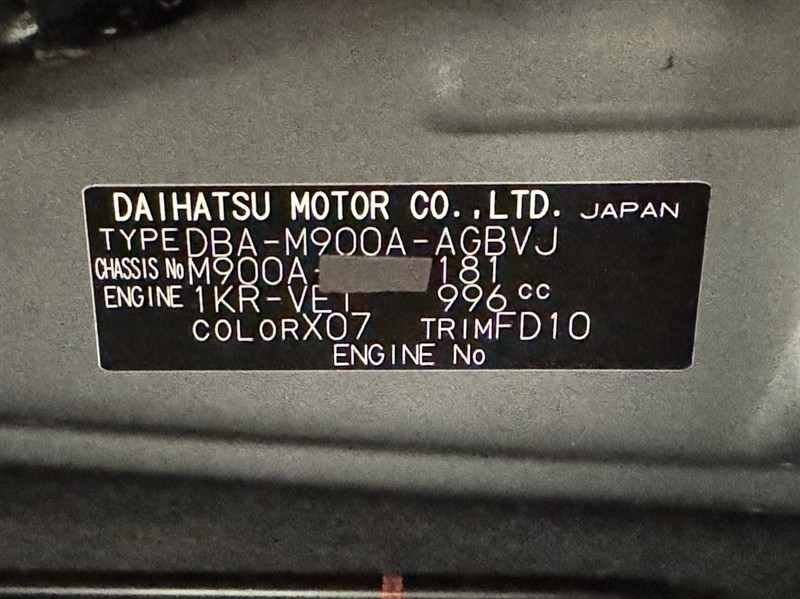 DAIHATSU MOTOR CO.,LTD. JAPAN
TYPE DBA-M900A-AGBVJ
CHASSIS No M900A- 181
ENGINE 1KR-VET 996 cc
COLOR X07 TRIM FD10
ENGINE No